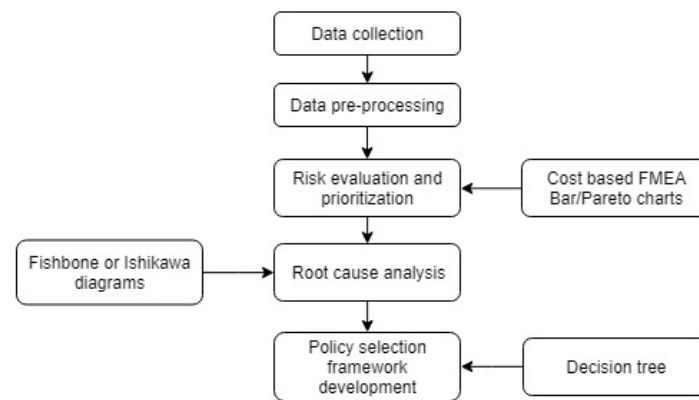 Data collection
Data pre-processing
Risk evaluation and
prioritization
Cost based FMEA
Bar/Pareto charts
Fishbone or Ishikawa
diagrams
Root cause analysis
Policy selection
framework
development
Decision tree